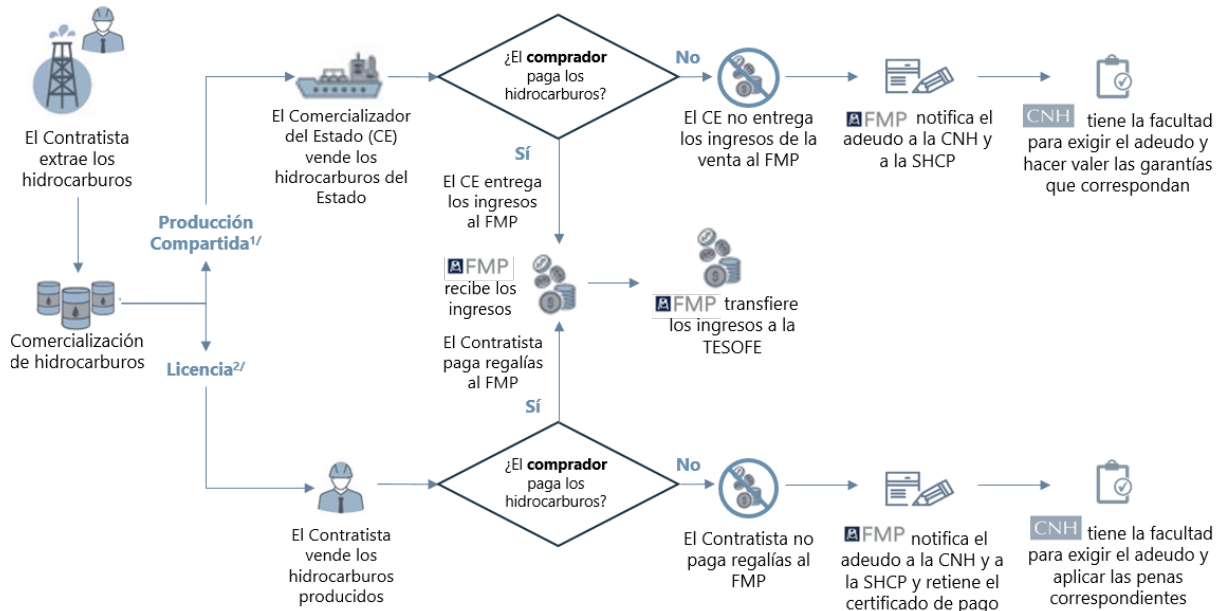 El Contratista
extrae los
hidrocarburos
Comercialización
de hidrocarburos
Producción
Compartida1/
Licencia2/
El Comercializador
del Estado (CE)
vende los
hidrocarburos del
Estado
¿El comprador
paga los
hidrocarburos?
No
El CE no entrega
los ingresos de la
venta al FMP
FMP notifica el
adeudo a la CNH y
a la SHCP
CNH tiene la facultad
para exigir el adeudo y
hacer valer las garantías
que correspondan
Sí
El CE entrega
los ingresos
al FMP
FMP
recibe los
ingresos
FMP transfiere
los ingresos a la
TESOFE
El Contratista
paga regalías
al FMP
Sí
El Contratista
vende los
hidrocarburos
producidos
¿El comprador
paga los
hidrocarburos?
No
El Contratista no
paga regalías al
FMP
FMP notifica el
adeudo a la CNH y a
la SHCP y retiene el
certificado de pago
CNH tiene la facultad
para exigir el adeudo y
aplicar las penas
correspondientes